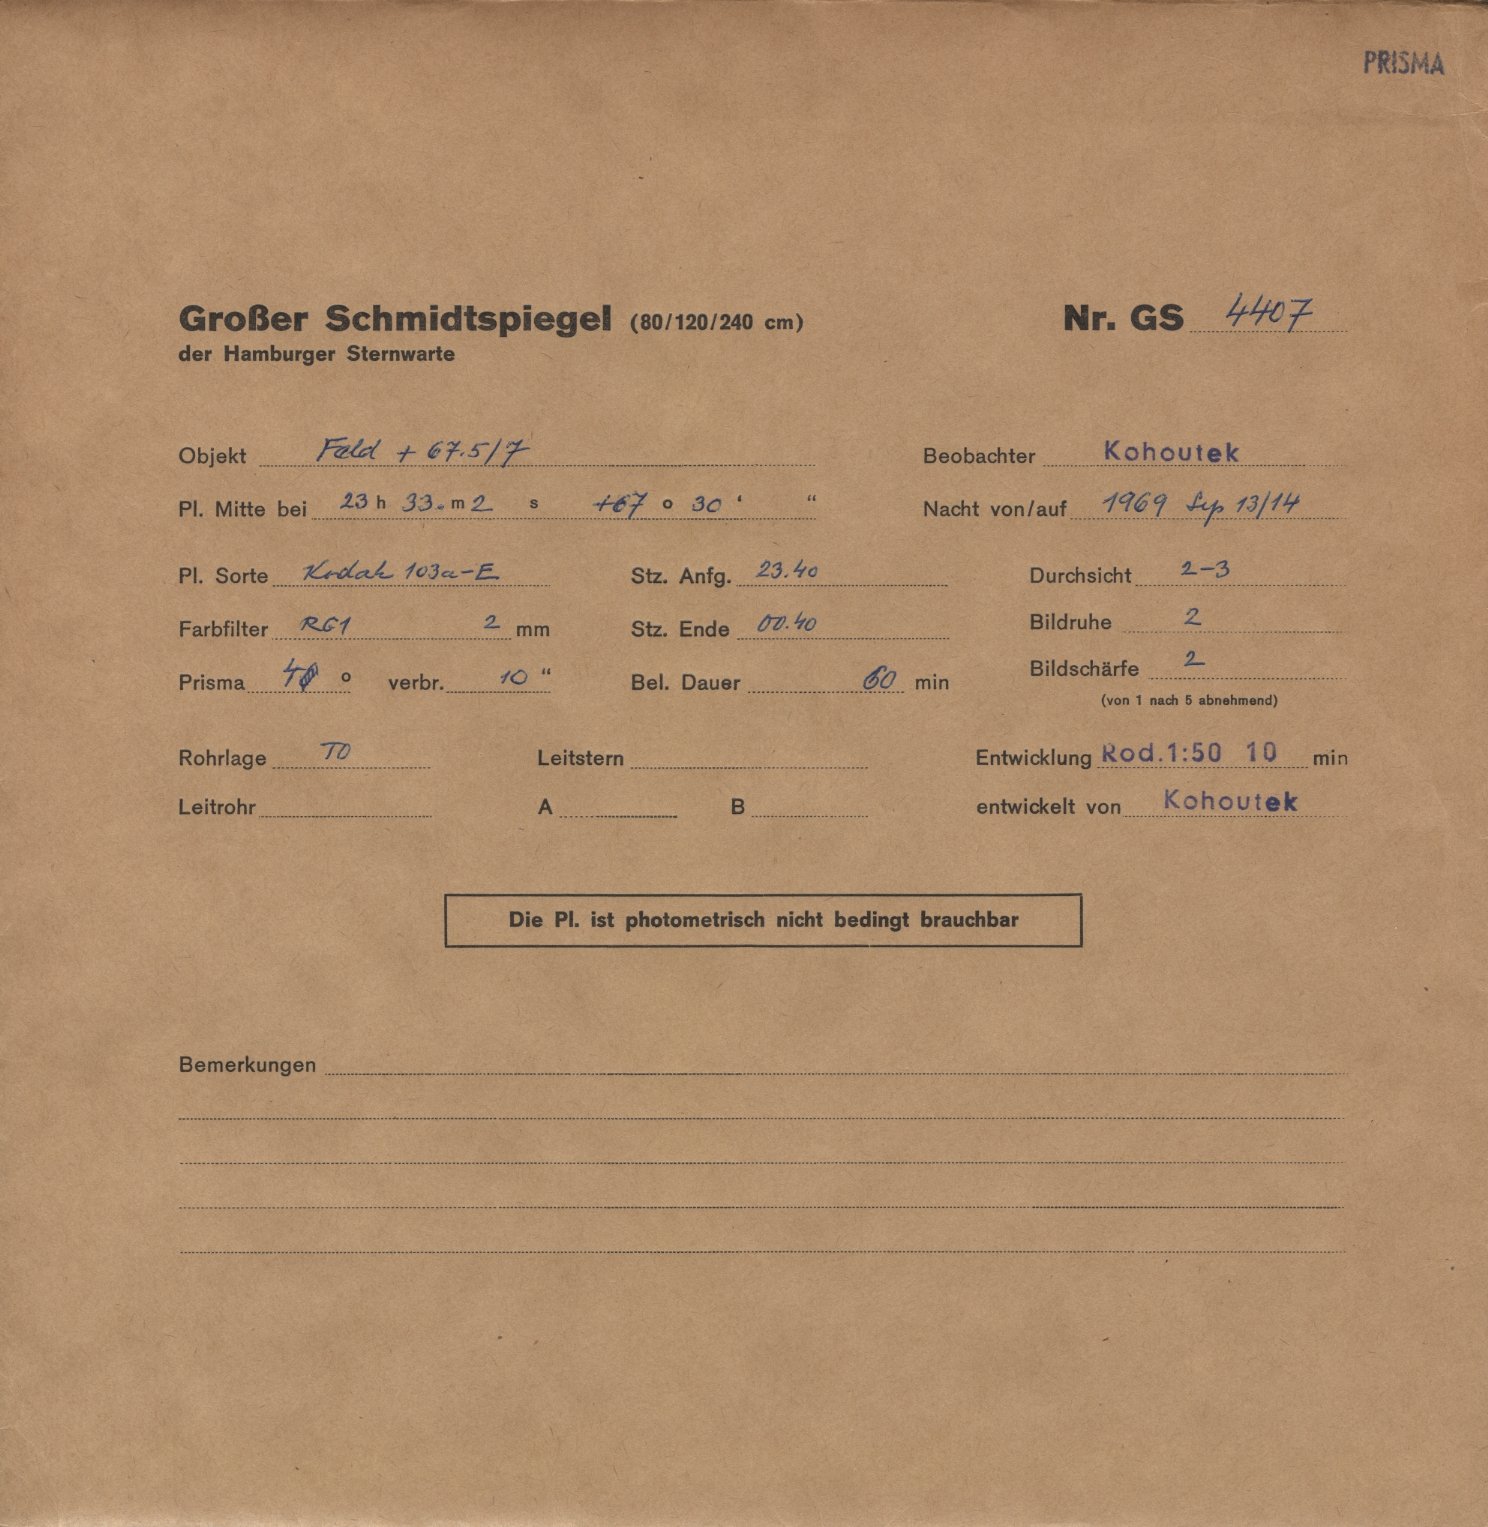 PRISMA
Großer Schmidtspiegel (80/120/240 cm) Nr. GS 4407
der Hamburger Sternwarte
Objekt Feld + 67.5/7 Beobachter Kohoutek
Pl. Mitte bei 23 h 33. m 2 s +67 o 30 ‘ “ Nacht von/auf 1969 Sep 13/14
Pl. Sorte Kodak 103a-E Stz. Anfg. 23.40 Durchsicht 2-3
Farbfilter RG1 2 mm Stz. Ende 00.40 Bildruhe 2
Prisma 4 o verbr. 10 “ Bel. Dauer 60 min Bildschärfe 2
(von 1 nach 5 abnehmend)
Rohrlage TO Leitstern Entwicklung Rod.1:50 10 min
Leitrohr A B entwickelt von Kohoutek
Die Pl. ist photometrisch nicht bedingt brauchbar
Bemerkungen